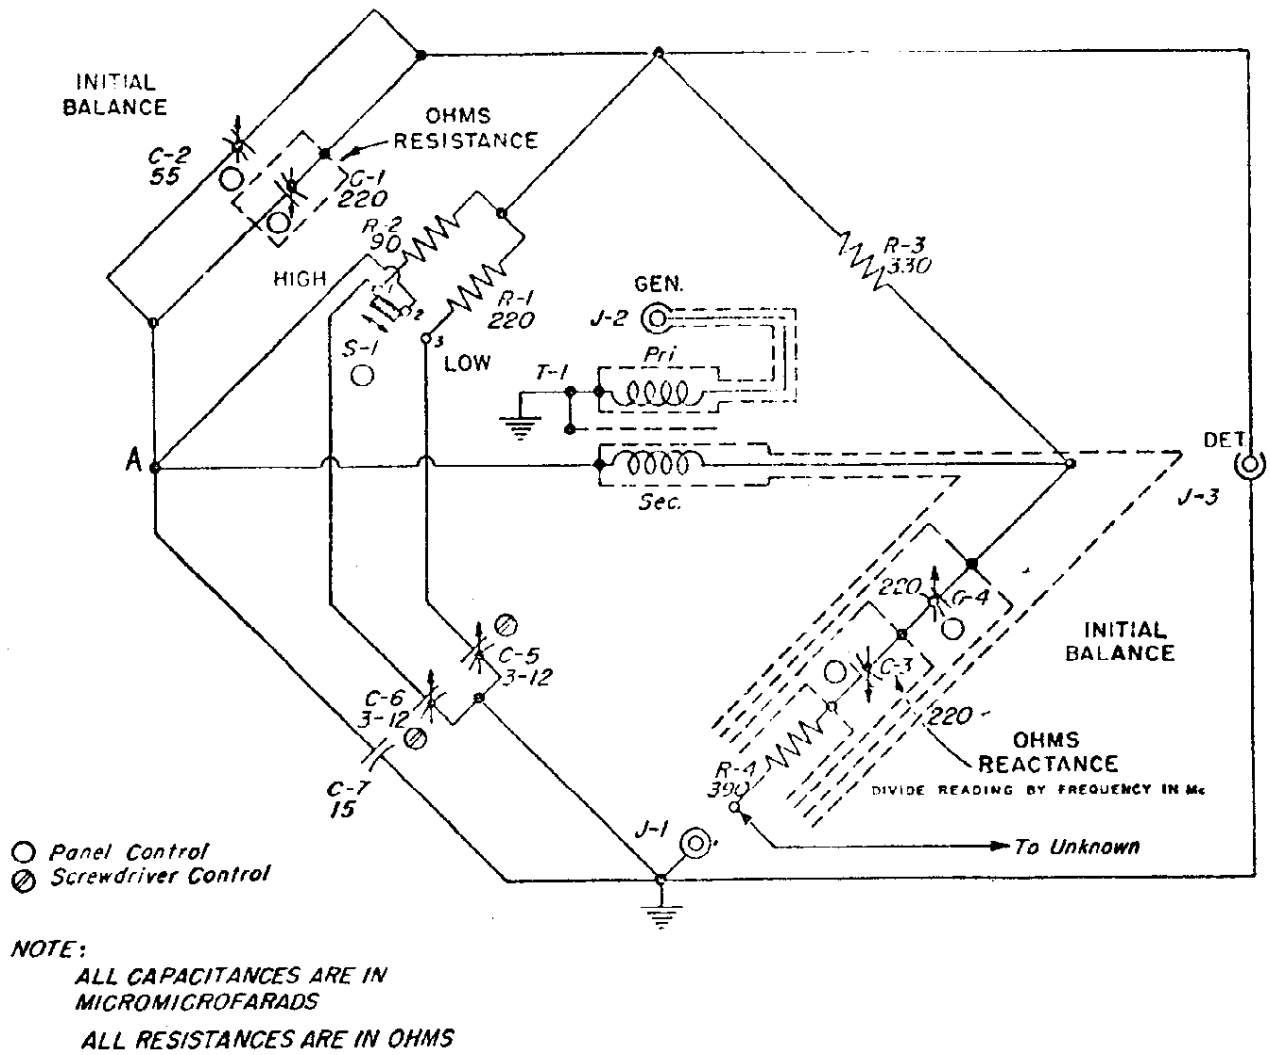 INITIAL
BALANCE
OHMS
RESISTANCE
C-2
55
C-1
220
R-2
90
HIGH
2
R-1
220
R-3
330
GEN.
J-2
S-1
3
LOW
Pri
T-1
A
Sec.
DET
J-3
220
C-4
INITIAL
BALANCE
C-5
3-12
C-3
C-6
3-12
220
OHMS
REACTANCE
DIVIDE READING BY FREQUENCY IN Mc
R-4
390
C-7
15
J-1
To Unknown
Panel Control
Screwdriver Control
NOTE:
ALL CAPACITANCES ARE IN
MICROMICROFARADS
ALL RESISTANCES ARE IN OHMS